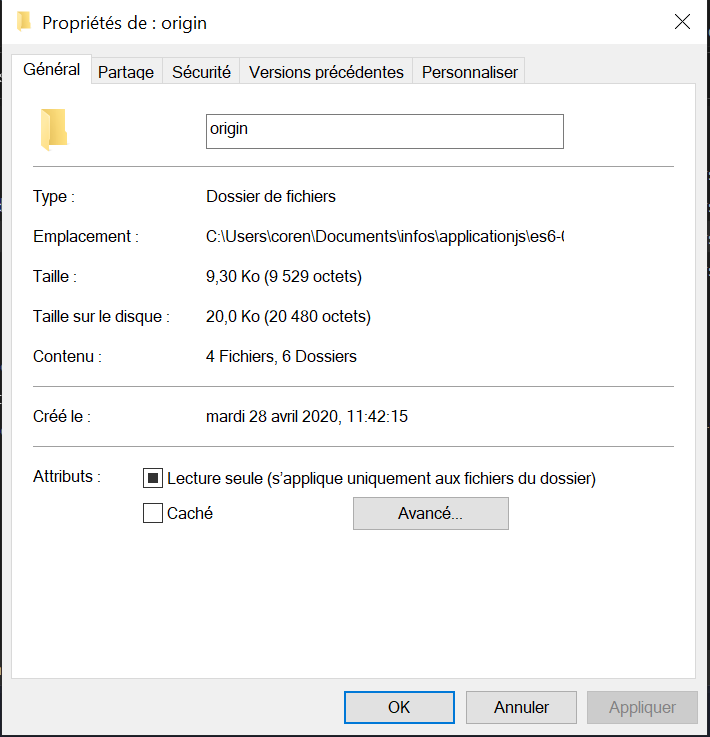 Propriétés de : origin
Général Partage Sécurité Versions précédentes Personnaliser
origin
Type : Dossier de fichiers
Emplacement : C:\Users\coren\Documents\infos\applicationjs\es6-
Taille : 9,30 Ko (9 529 octets)
Taille sur le disque : 20,0 Ko (20 480 octets)
Contenu : 4 Fichiers, 6 Dossiers
Créé le : mardi 28 avril 2020, 11:42:15
Attributs : Lecture seule (s’applique uniquement aux fichiers du dossier)
Caché Avancé...
OK Annuler Appliquer